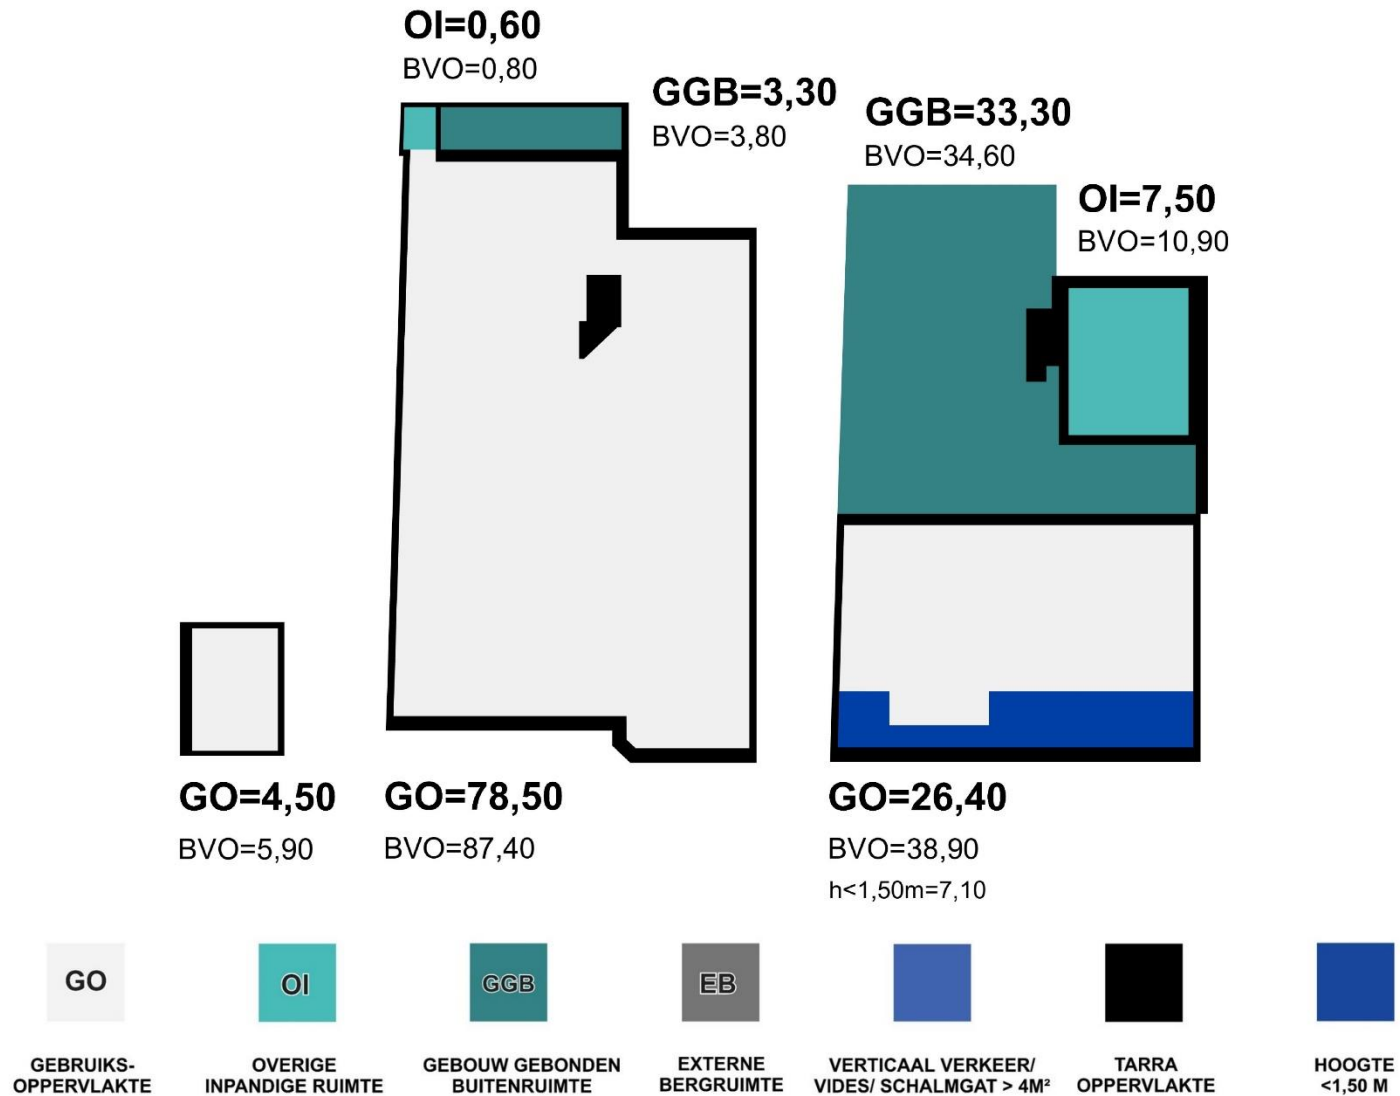 OI=0,60
BVO=0,80
GGB=3,30
BVO=3,80
GGB=33,30
BVO=34,60
OI=7,50
BVO=10,90
GO=4,50
BVO=5,90
GO=78,50
BVO=87,40
GO=26,40
BVO=38,90
h<1,50m=7,10
GO
OI
GGB
EB
GEBRUIKS-
OPPERVLAKTE
OVERIGE
INPANDIGE RUIMTE
GEBOUW GEBONDEN
BUITENRUIMTE
EXTERNE
BERGRUIMTE
VERTICAAL VERKEER/
VIDES/ SCHALMGAT > 4M²
TARRA
OPPERVLAKTE
HOOGTE
<1,50 M